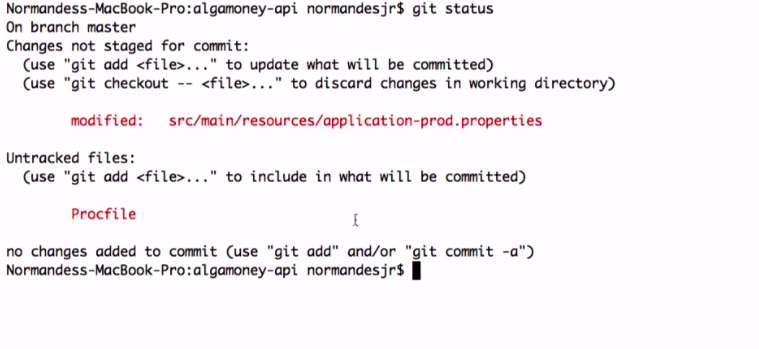 Normandess-MacBook-Pro:algamoney-api normandesjr$ git status
On branch master
Changes not staged for commit:
(use "git add <file>..." to update what will be committed)
(use "git checkout -- <file>..." to discard changes in working directory)
modified: src/main/resources/application-prod.properties
Untracked files:
(use "git add <file>..." to include in what will be committed)
Procfile
no changes added to commit (use "git add" and/or "git commit -a")
Normandess-MacBook-Pro:algamoney-api normandesjr$